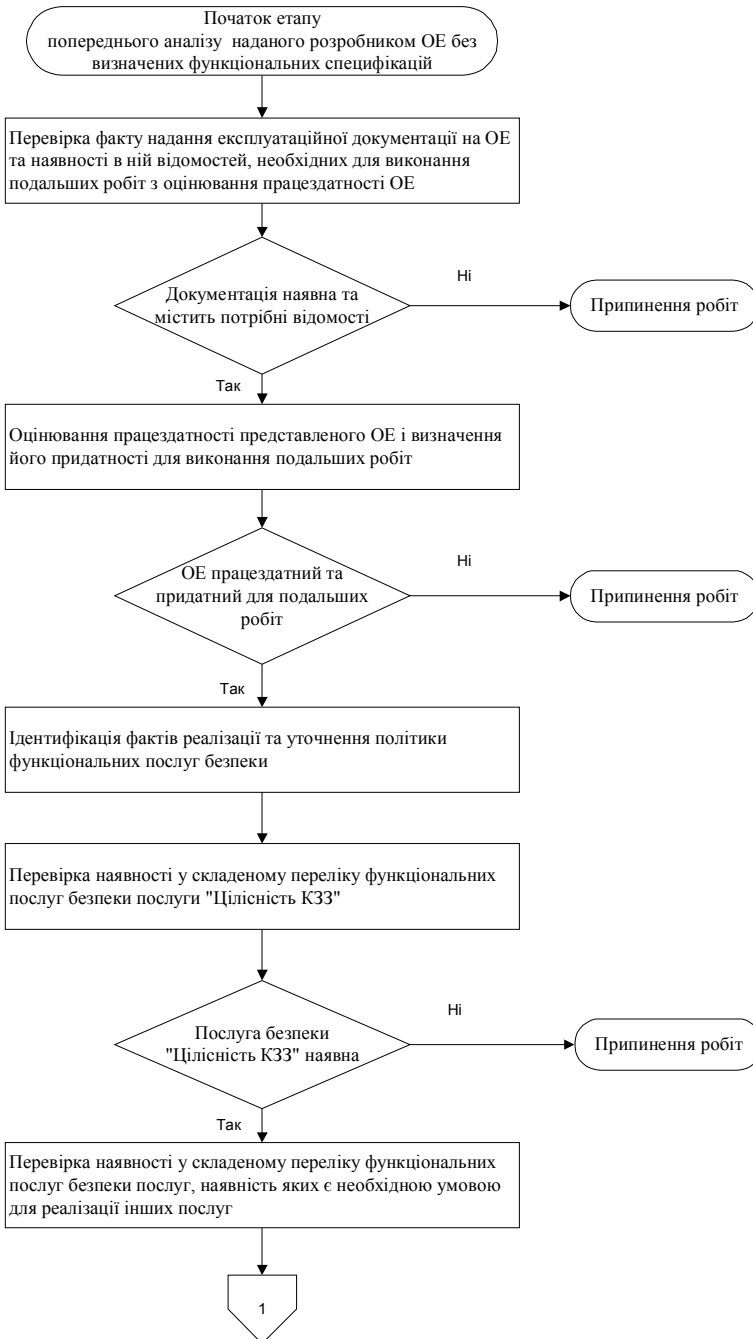 Початок етапу
попереднього аналізу наданого розробником ОЕ без
визначених функціональних специфікацій
Перевірка факту надання експлуатаційної документації на ОЕ
та наявності в ній відомостей, необхідних для виконання
подальших робіт з оцінювання працездатності ОЕ
Документація наявна та
містить потрібні відомості
Ні
Припинення робіт
Так
Оцінювання працездатності представленого ОЕ і визначення
його придатності для виконання подальших робіт
ОЕ працездатний та
придатний для подальших
робіт
Ні
Припинення робіт
Так
Ідентифікація фактів реалізації та уточнення політики
функціональних послуг безпеки
Перевірка наявності у складеному переліку функціональних
послуг безпеки послуги "Цілісність КЗЗ"
Послуга безпеки
"Цілісність КЗЗ" наявна
Ні
Припинення робіт
Так
Перевірка наявності у складеному переліку функціональних
послуг безпеки послуг, наявність яких є необхідною умовою
для реалізації інших послуг
1